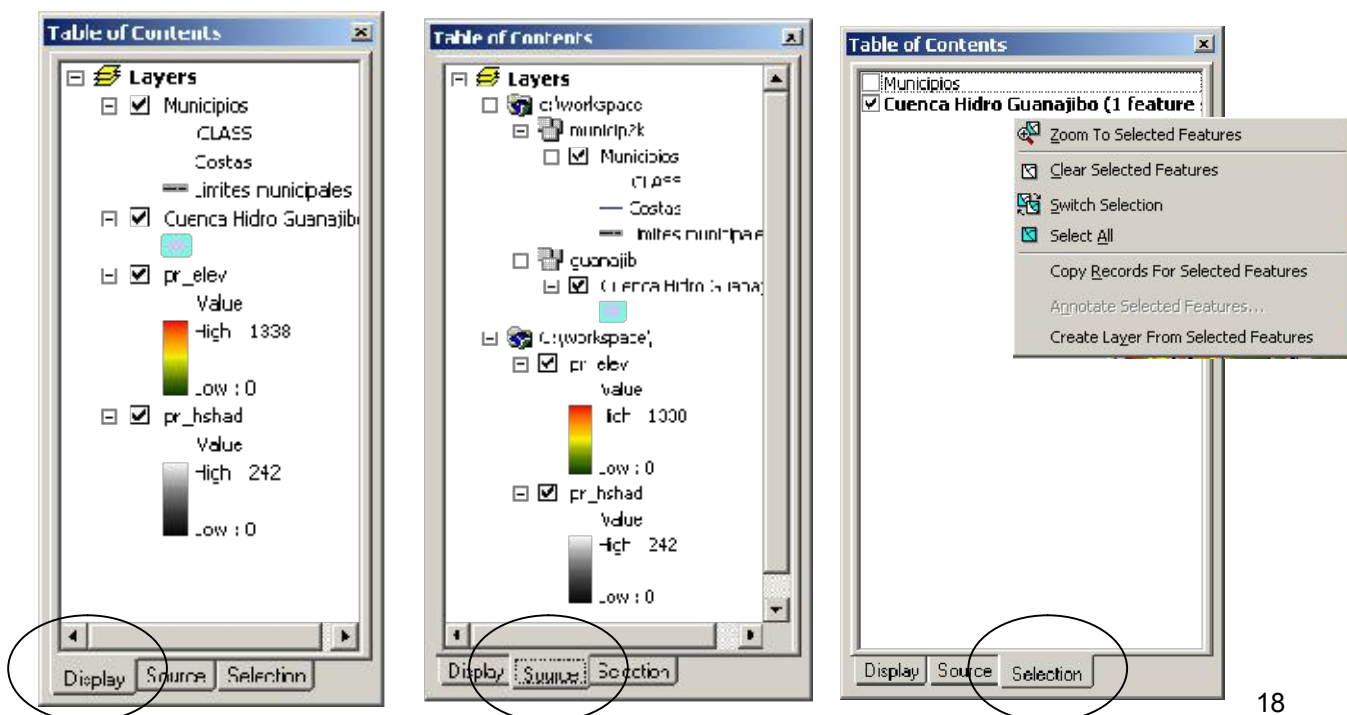 Table of Contents
Layers
Municipios
CLASS
Costas
Limites municipales
Cuenca Hidro Guanajib
pr_elev
Value
High 1338
Low : 0
pr_hshad
Value
High 242
Low : 0
Display Source Selection
Table of Contents
Layers
c:\workspace
municip2k
Municipios
CLASS
Costas
limites municipale
guanajib
Cuenca Hidro Guanaj
C:\workspace\
pr_elev
Value
High
Low : 0
pr_hshad
Value
High 242
Low : 0
Display Source Selection
Table of Contents
Municipios
Cuenca Hidro Guanajibo (1 feature
Zoom To Selected Features
Clear Selected Features
Switch Selection
Select All
Copy Records For Selected Features
Annotate Selected Features...
Create Layer From Selected Features
Display Source Selection
18